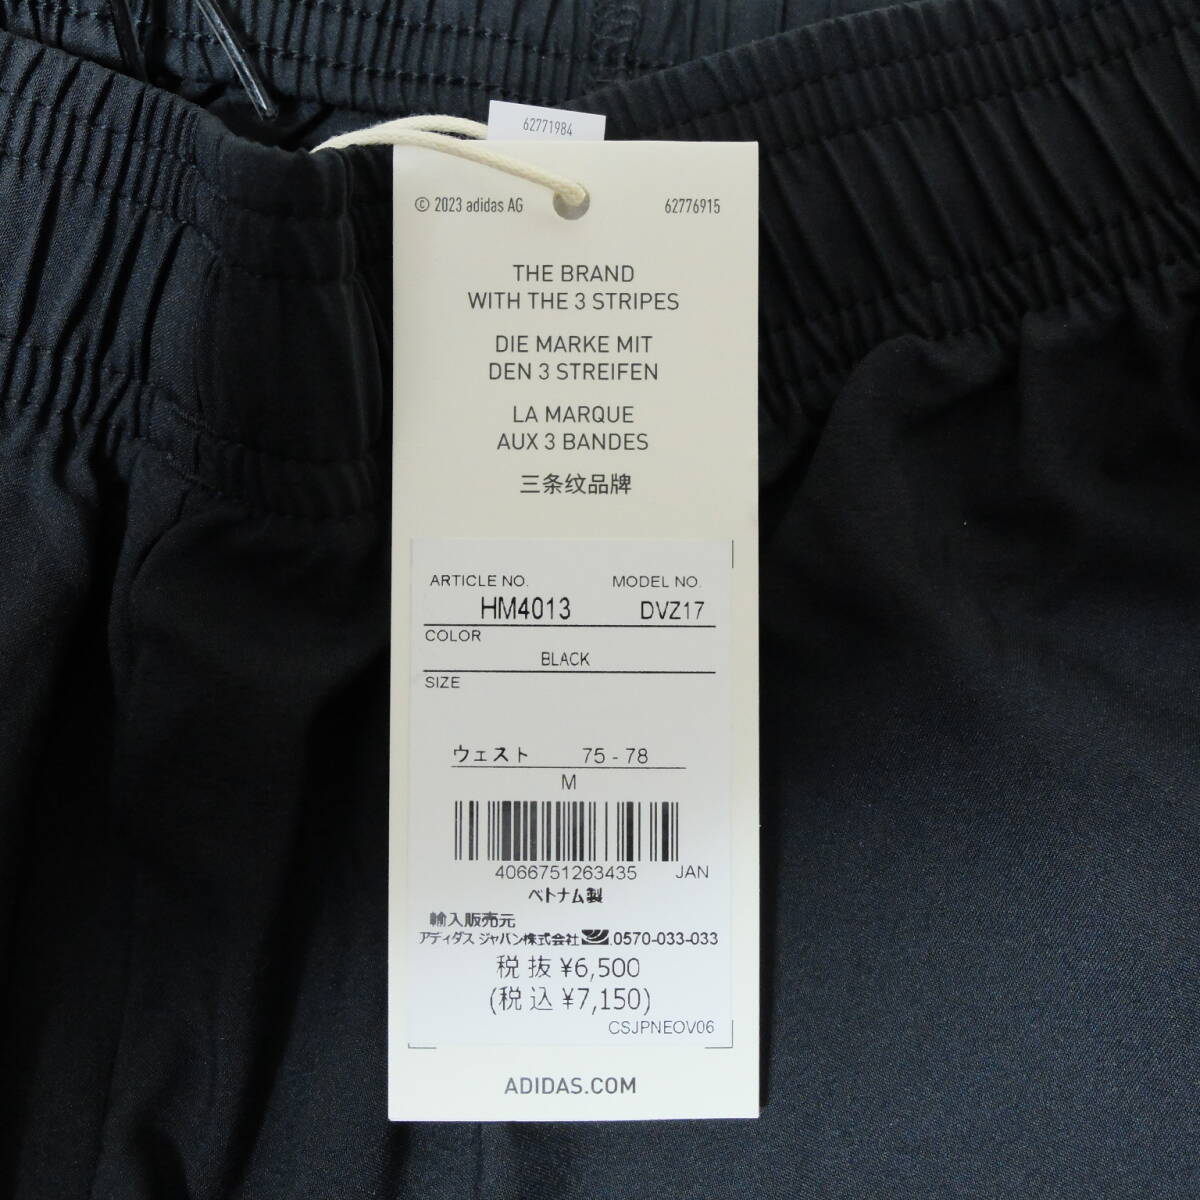 62771984
© 2023 adidas AG 62776915
THE BRAND
WITH THE 3 STRIPES
DIE MARKE MIT
DEN 3 STREIFEN
LA MARQUE
AUX 3 BANDES
三条纹品牌
ARTICLE NO. MODEL NO.
HM4013 DVZ17
COLOR
BLACK
SIZE
ウェスト 75 - 78
M
4066751263435 JAN
ベトナム製
輸入販売元
アディダス ジャパン株式会社 0570-033-033
税抜 ¥6,500
(税込 ¥7,150)
CSJPNEOV06
ADIDAS.COM